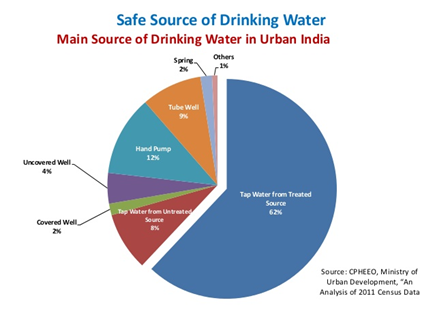 Safe Source of Drinking Water
Main Source of Drinking Water in Urban India
Others
1%
Spring
2%
Tube Well
9%
Hand Pump
12%
Uncovered Well
4%
Covered Well
2%
Tap Water from Untreated
Source
8%
Tap Water from Treated
Source
62%
Source: CPHEEO, Ministry of
Urban Development, “An
Analysis of 2011 Census Data